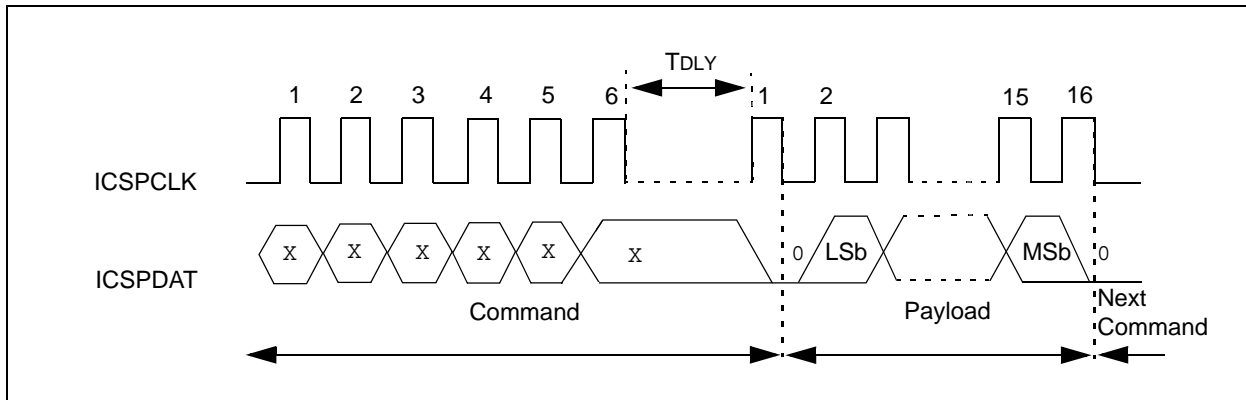 TDLY
1 2 3 4 5 6 1 2 15 16
ICSPCLK
X X X X X X 0 LSb MSb 0
ICSPDAT
Command Payload Next
Command